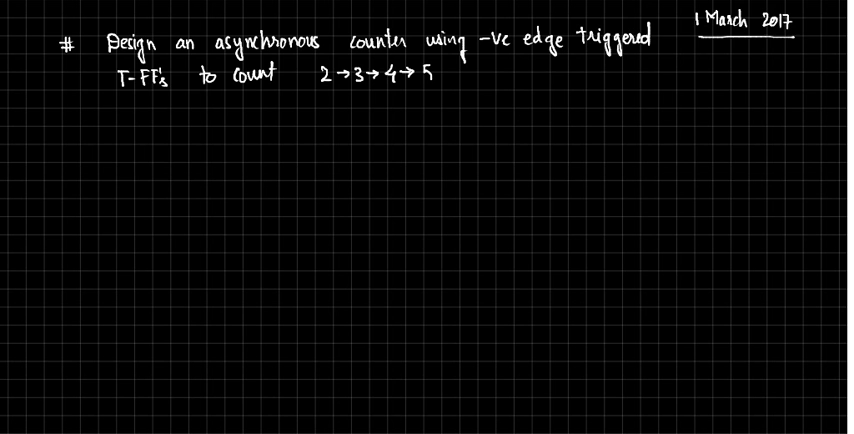 1 March 2017
# Design an asynchronous counter using -ve edge triggered
T-FF's to count 2→3→4→5